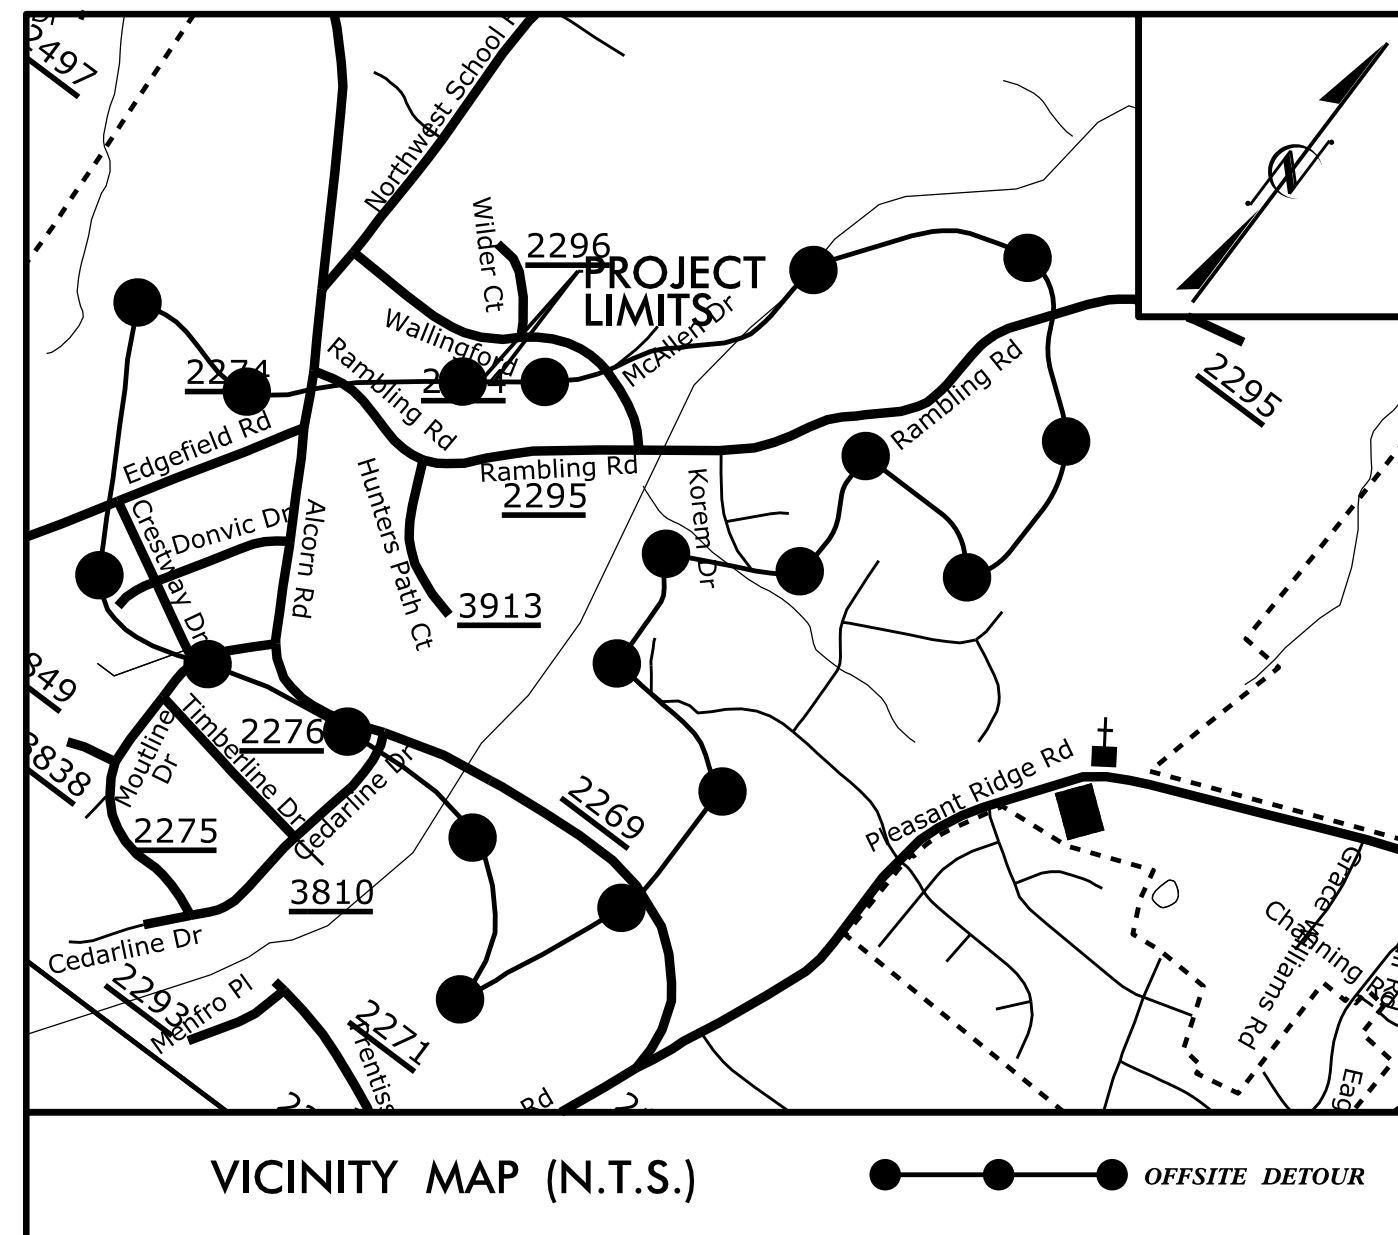 2497
Northwest School
Wilder Ct
2296
PROJECT
LIMITS
Wallingford
McAllen Dr
2274
Rambling Rd
Rambling Rd
2295
Edgefield Rd
Rambling Rd
2295
Korem Dr
Hunters Path Ct
Crestway Dr
Donvic Dr
Alcorn Rd
3913
849
3838
Moutline
Dr
Timberline Dr
2276
Cedarline Dr
2275
2269
Pleasant Ridge Rd
3810
Cedarline Dr
2293
Menfro Pl
2271
Prentiss
Rd
Grace Williams Rd
Channing Rd
Eag
N
VICINITY MAP (N.T.S.)
OFFSITE DETOUR